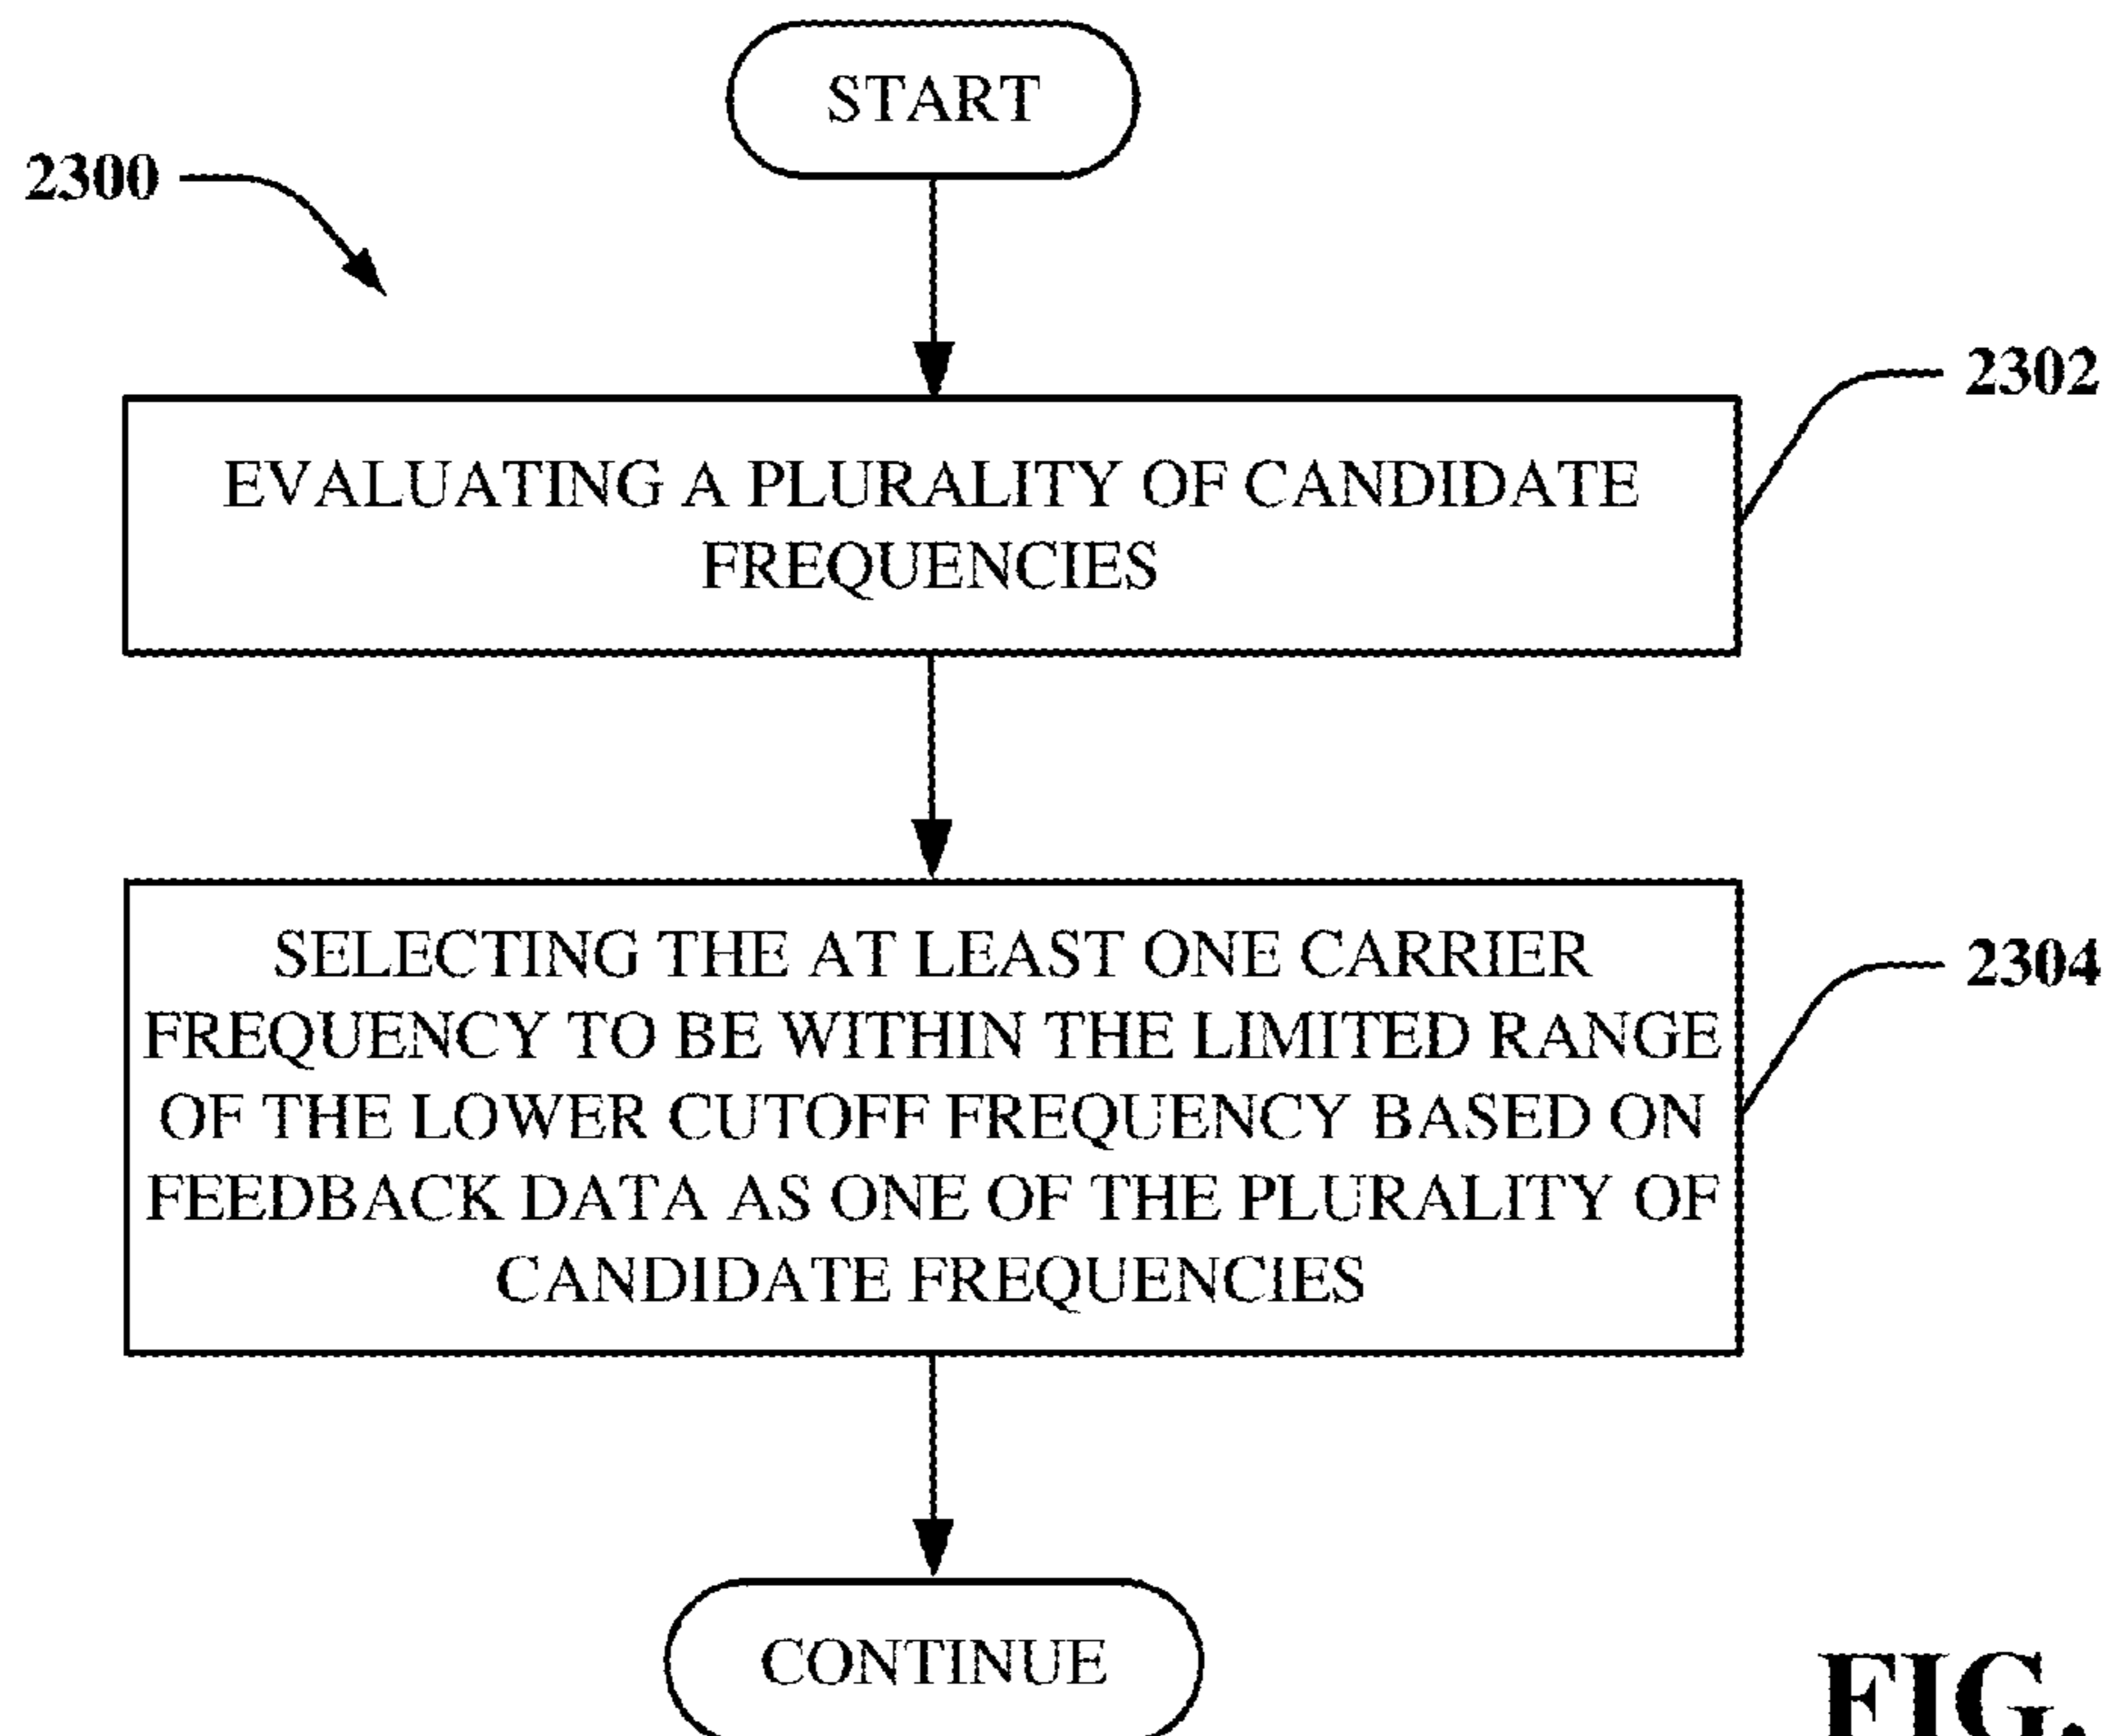 START
2300
2302
EVALUATING A PLURALITY OF CANDIDATE
FREQUENCIES
SELECTING THE AT LEAST ONE CARRIER
FREQUENCY TO BE WITHIN THE LIMITED RANGE
OF THE LOWER CUTOFF FREQUENCY BASED ON
FEEDBACK DATA AS ONE OF THE PLURALITY OF
CANDIDATE FREQUENCIES
2304
CONTINUE
FIG.